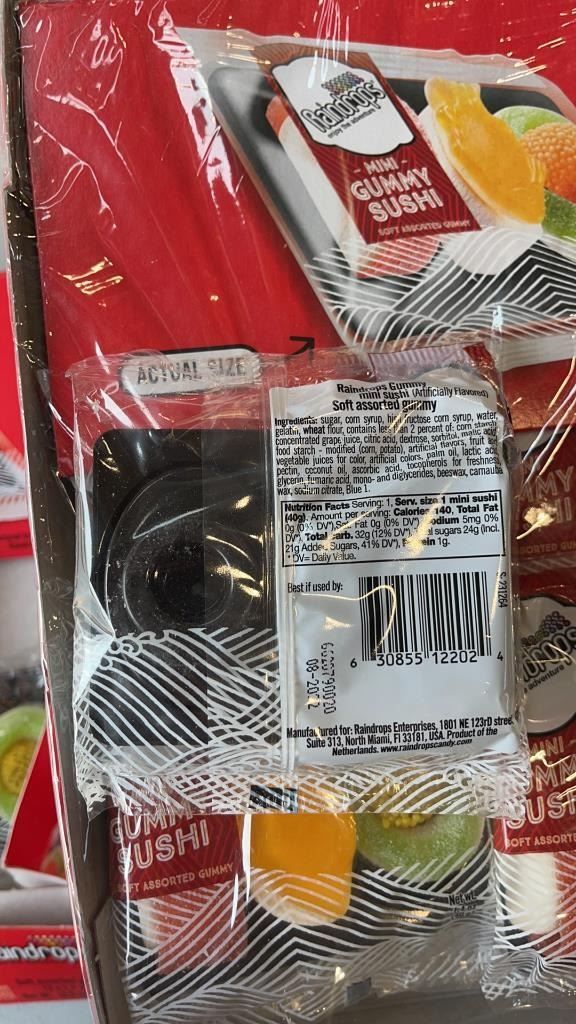 Raindrops
enjoy the adventure!
- MINI -
GUMMY
SUSHI
SOFT ASSORTED GUMMY
ACTUAL SIZE
Raindrops Gummy
mini sushi (Artificially Flavored)
Soft assorted gummy
Ingredients: sugar, corn syrup, high fructose corn syrup, water,
gelatin, wheat flour, contains less than 2 percent of: corn starch,
concentrated grape juice, citric acid, dextrose, sorbitol, malic acid,
food starch - modified (corn, potato), artificial flavors, fruit and
vegetable juices for color, artificial colors, palm oil, lactic acid,
pectin, coconut oil, ascorbic acid, tocopherols for freshness,
glycerin, fumaric acid, mono- and diglycerides, beeswax, carnauba
wax, sodium citrate, Blue 1.
Nutrition Facts Serving: 1, Serv. size 1 mini sushi
(40g), Amount per serving: Calories 140, Total Fat
0g (0% DV*), Sat. Fat 0g (0% DV*), Sodium 5mg 0%
DV*, Total carb. 32g (12% DV*), Total sugars 24g (Incl.
21g Added Sugars, 41% DV*), Protein 1g.
*DV= Daily Value.
Best if used by:
08-20
S-231264
6 30855 12202 4
Manufactured for: Raindrops Enterprises, 1801 NE 123rd street
Suite 313, North Miami, Fl 33181, USA. Product of the
Netherlands. www.raindropscandy.com
GUMMY
SUSHI
SOFT ASSORTED GUMMY
Net wt
MINI